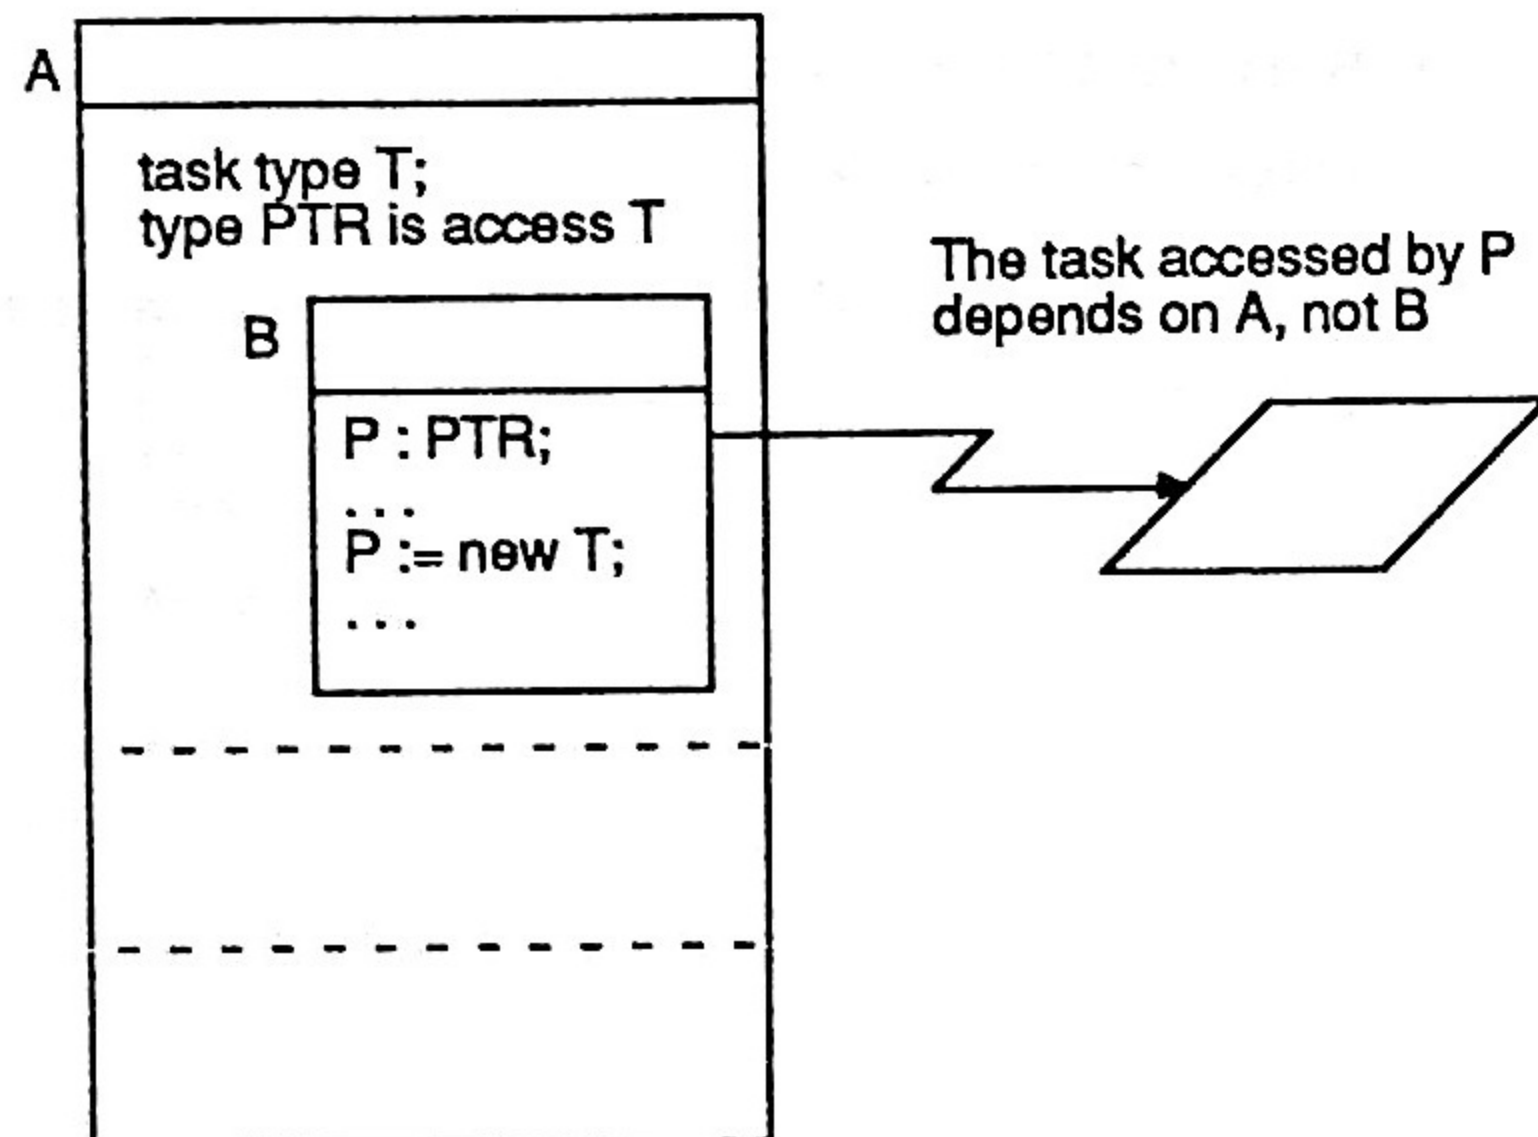 A
task type T;
type PTR is access T
The task accessed by P
depends on A, not B
B
P : PTR;
. . .
P := new T;
. . .